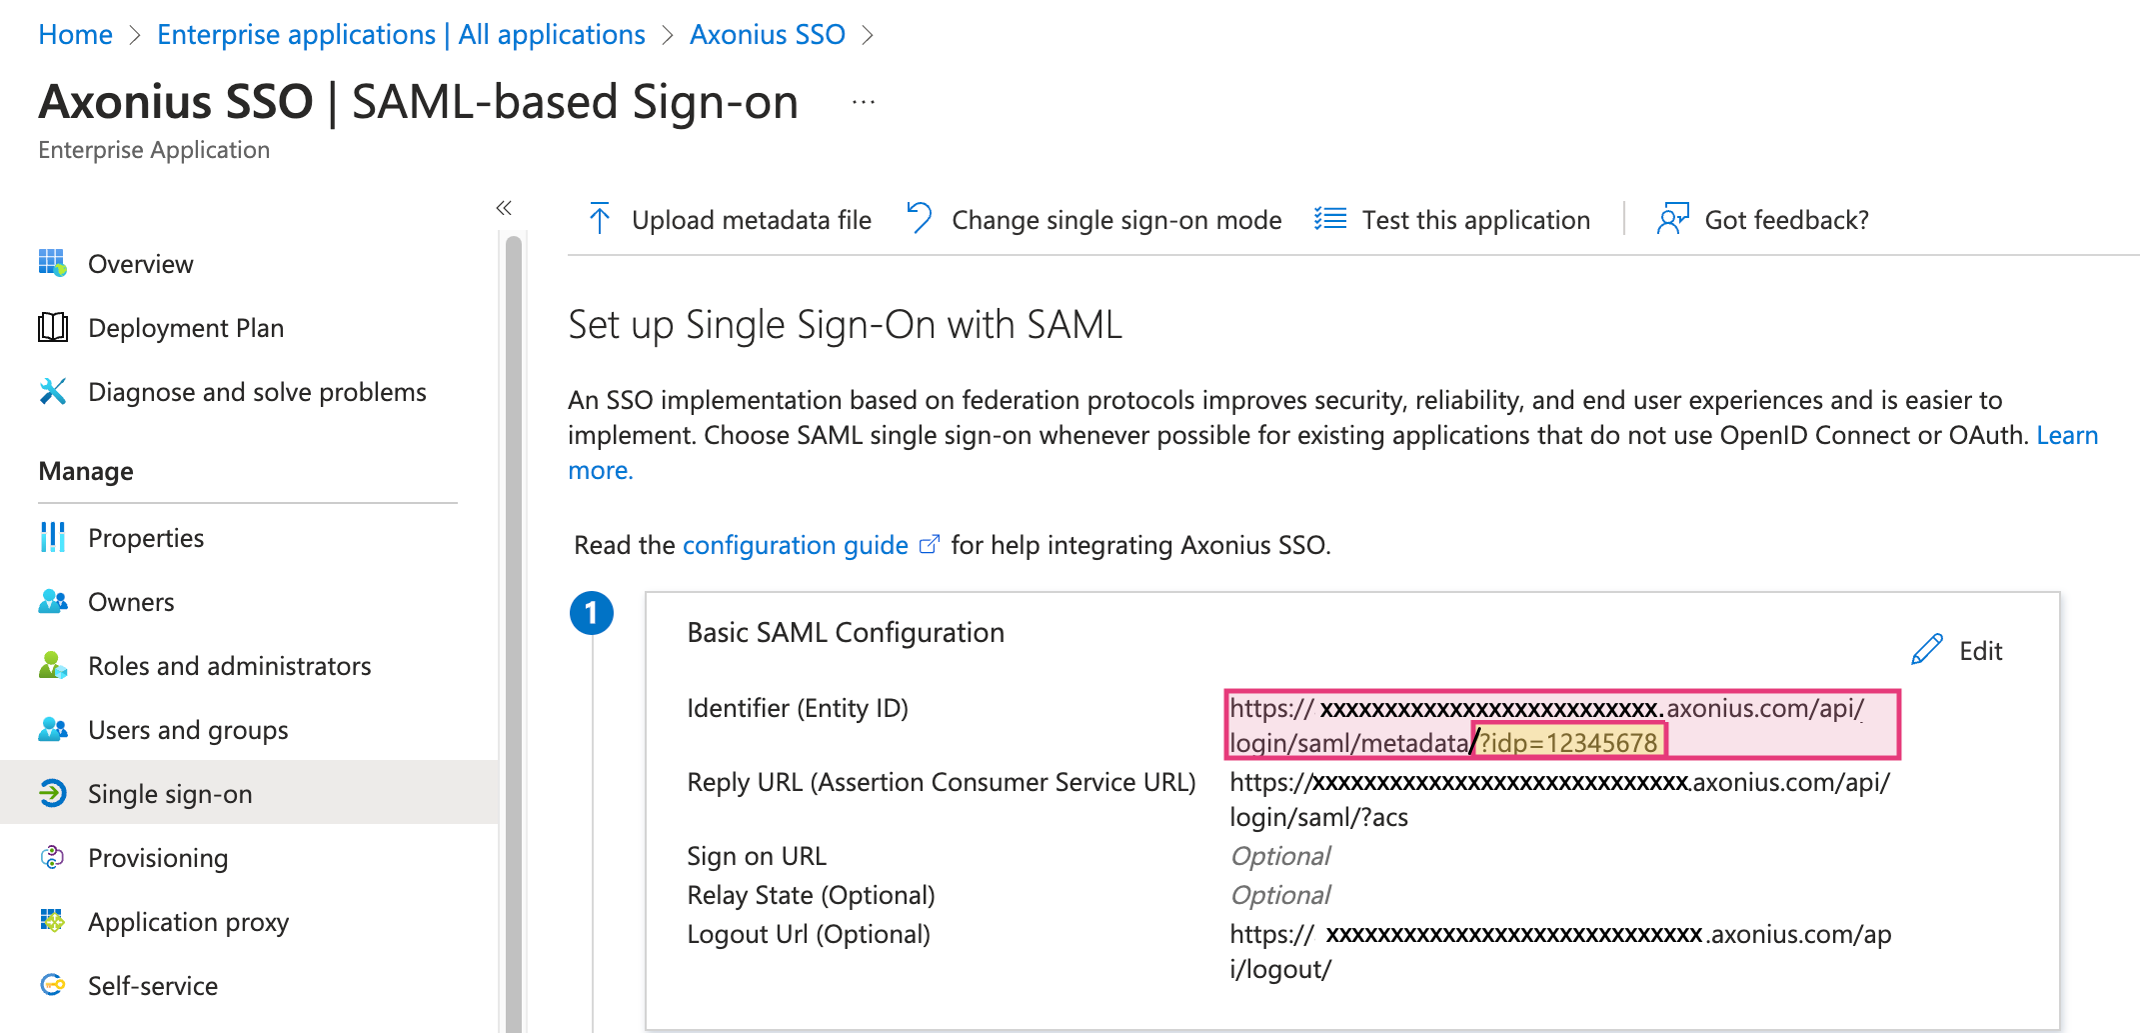 Home > Enterprise applications | All applications > Axonius SSO >
Axonius SSO | SAML-based Sign-on ...
Enterprise Application
«
Upload metadata file Change single sign-on mode Test this application Got feedback?
Overview
Deployment Plan
Diagnose and solve problems
Manage
Properties
Owners
Roles and administrators
Users and groups
Single sign-on
Provisioning
Application proxy
Self-service
Set up Single Sign-On with SAML
An SSO implementation based on federation protocols improves security, reliability, and end user experiences and is easier to
implement. Choose SAML single sign-on whenever possible for existing applications that do not use OpenID Connect or OAuth. Learn
more.
Read the configuration guide for help integrating Axonius SSO.
1
Basic SAML Configuration
Edit
Identifier (Entity ID) https:// xxxxxxxxxxxxxxxxxxxxxxxxxx.axonius.com/api/
login/saml/metadata/?idp=12345678
Reply URL (Assertion Consumer Service URL) https://xxxxxxxxxxxxxxxxxxxxxxxxxxxxx.axonius.com/api/
login/saml/?acs
Sign on URL Optional
Relay State (Optional) Optional
Logout Url (Optional) https:// xxxxxxxxxxxxxxxxxxxxxxxxxxxxx.axonius.com/ap
i/logout/